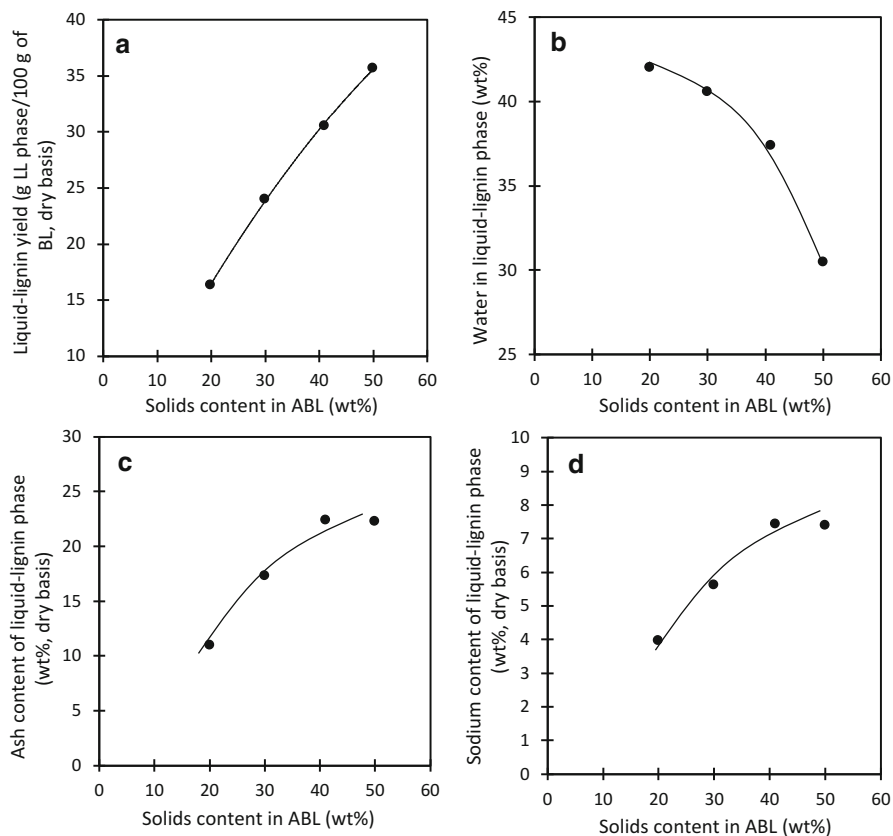 a
Liquid-lignin yield (g LL phase/100 g of
BL, dry basis)
40
35
30
25
20
15
10
0 10 20 30 40 50 60
Solids content in ABL (wt%)
b
Water in liquid-lignin phase (wt%)
45
40
35
30
25
0 10 20 30 40 50 60
Solids content in ABL (wt%)
c
Ash content of liquid-lignin phase
(wt%, dry basis)
30
25
20
15
10
5
0
0 10 20 30 40 50 60
Solids content in ABL (wt%)
d
Sodium content of liquid-lignin phase
(wt%, dry basis)
10
9
8
7
6
5
4
3
2
1
0
0 10 20 30 40 50 60
Solids content in ABL (wt%)